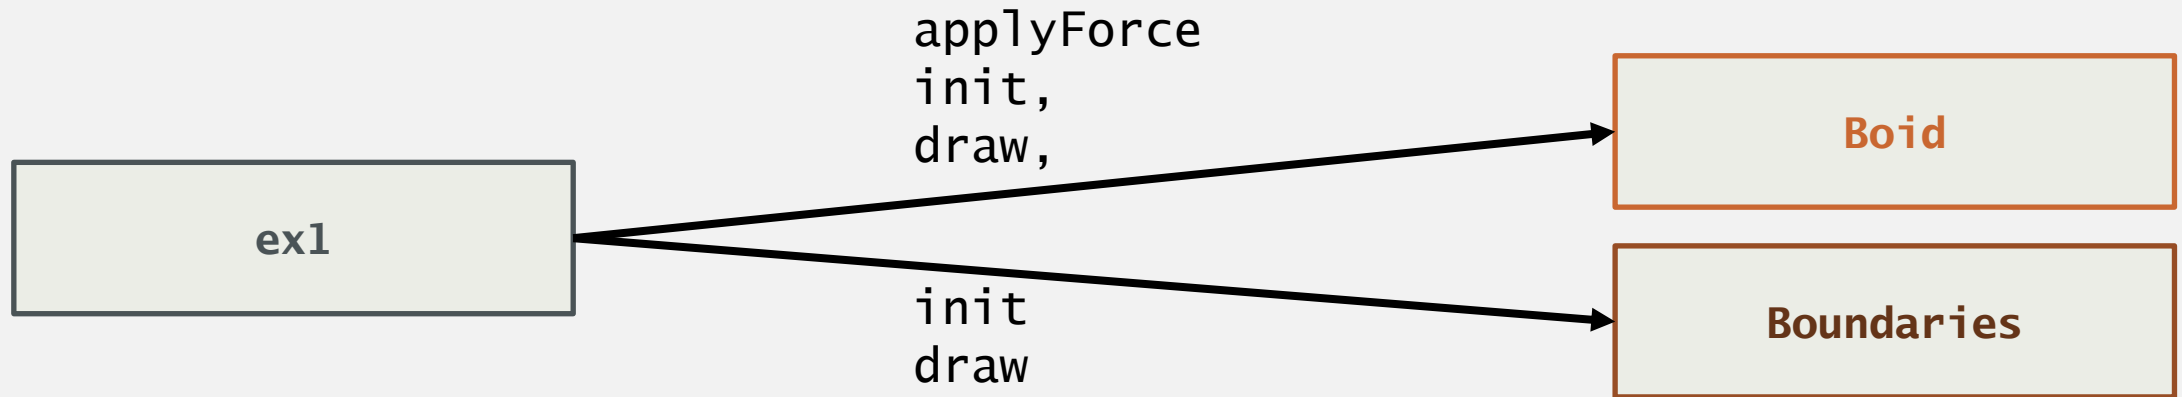 applyForce
init,
draw,
Boid
ex1
init
draw
Boundaries